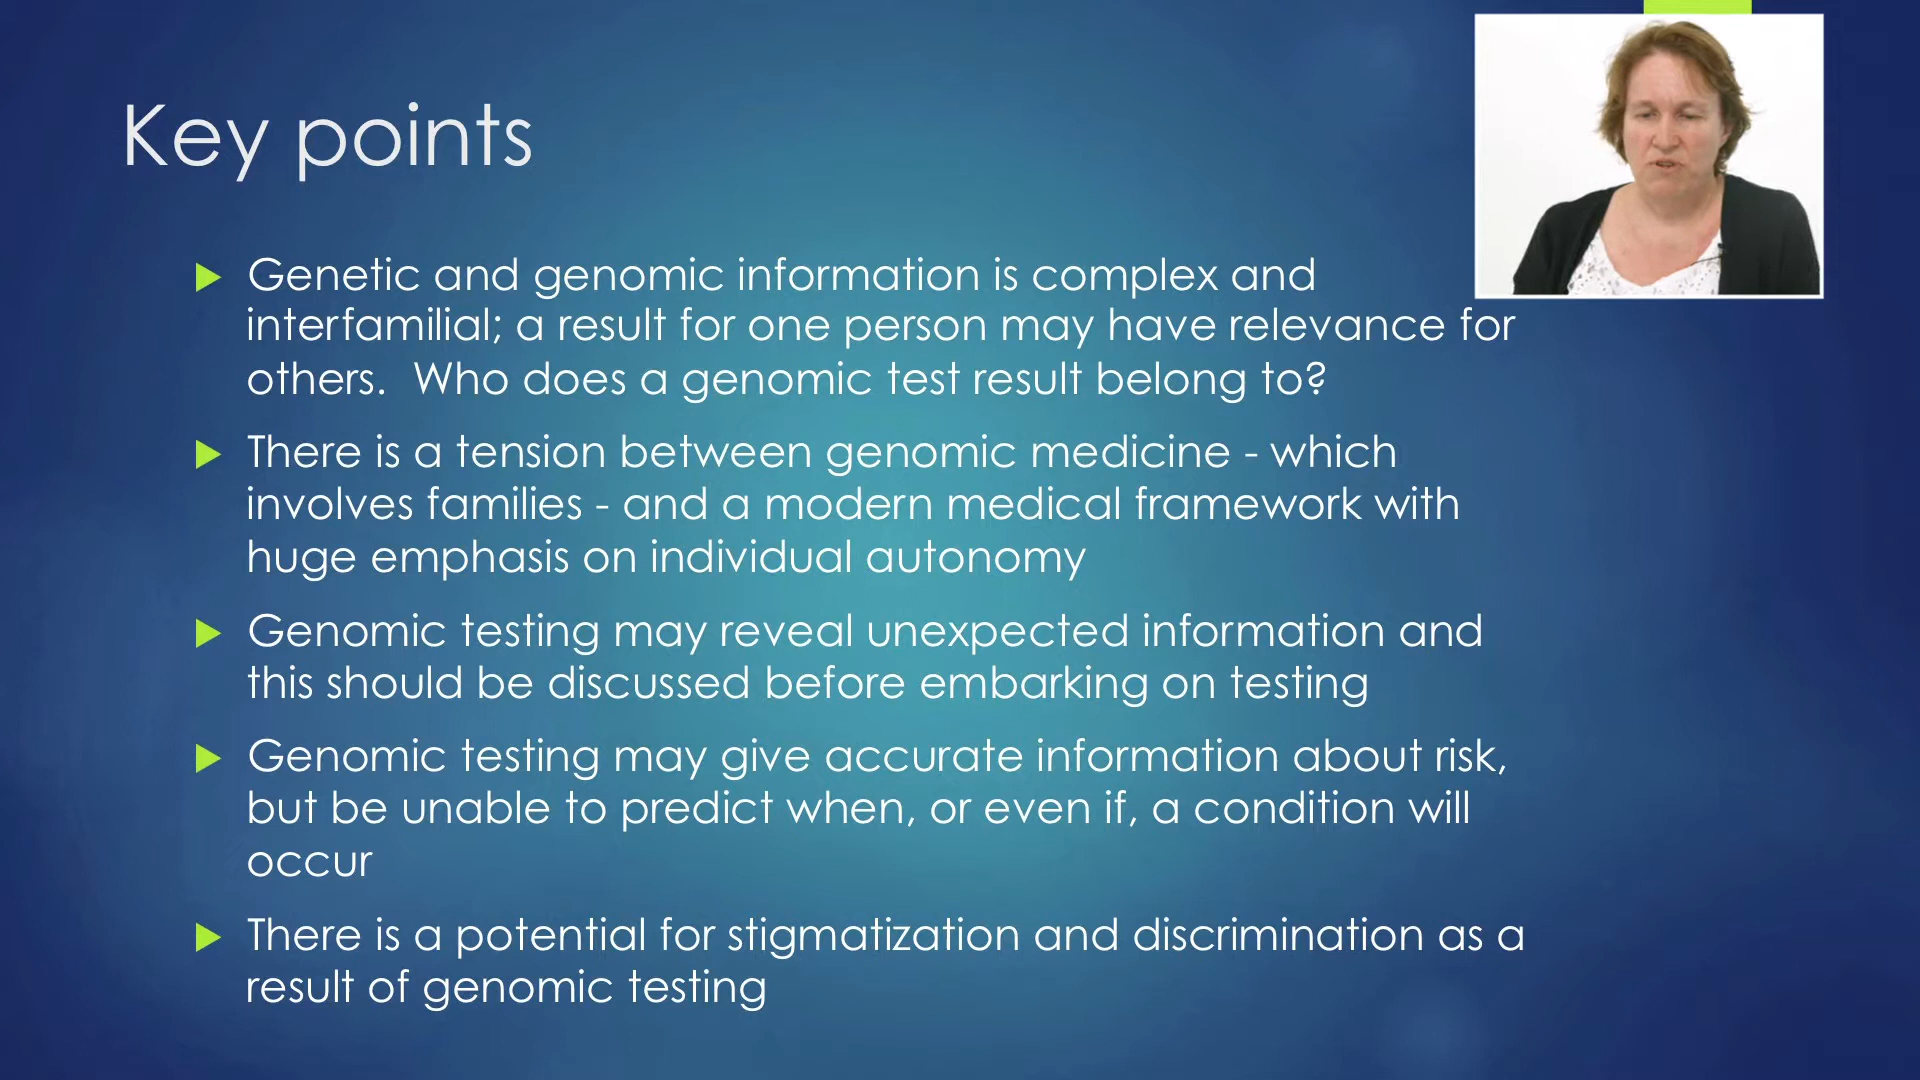 Key points
Genetic and genomic information is complex and
interfamilial; a result for one person may have relevance for
others.  Who does a genomic test result belong to?
There is a tension between genomic medicine - which
involves families - and a modern medical framework with
huge emphasis on individual autonomy
Genomic testing may reveal unexpected information and
this should be discussed before embarking on testing
Genomic testing may give accurate information about risk,
but be unable to predict when, or even if, a condition will
occur
There is a potential for stigmatization and discrimination as a
result of genomic testing